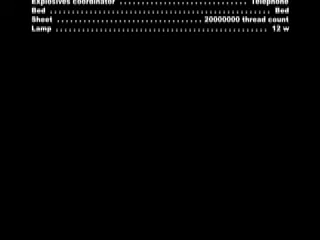 Explosives coordinator . . . . . . . . . . . . . . . . . . . . . . . Telephone
Bed . . . . . . . . . . . . . . . . . . . . . . . . . . . . . . . . . . . . . . . . . Bed
Sheet . . . . . . . . . . . . . . . . . . . . . . . . . . . 20000000 thread count
Lamp . . . . . . . . . . . . . . . . . . . . . . . . . . . . . . . . . . . . . . . 12 w